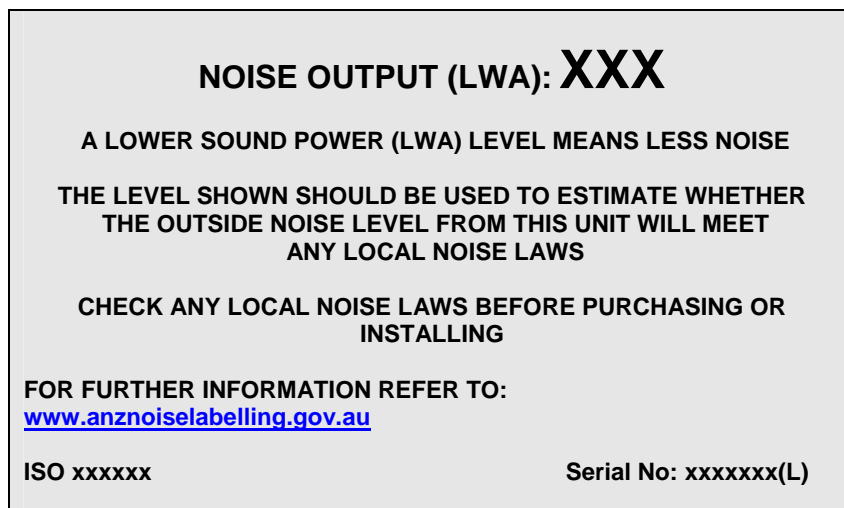 NOISE OUTPUT (LWA): XXX
A LOWER SOUND POWER (LWA) LEVEL MEANS LESS NOISE
THE LEVEL SHOWN SHOULD BE USED TO ESTIMATE WHETHER
THE OUTSIDE NOISE LEVEL FROM THIS UNIT WILL MEET
ANY LOCAL NOISE LAWS
CHECK ANY LOCAL NOISE LAWS BEFORE PURCHASING OR
INSTALLING
FOR FURTHER INFORMATION REFER TO:
www.anznoiselabelling.gov.au
ISO xxxxxx Serial No: xxxxxxx(L)